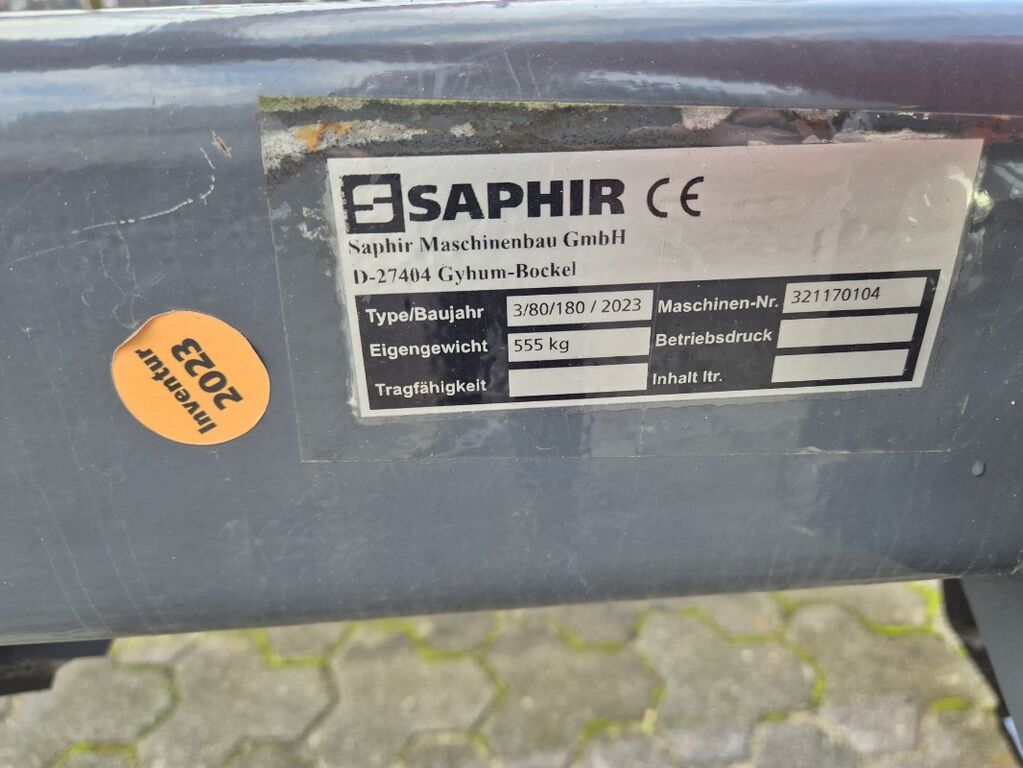 SAPHIR CE
Saphir Maschinenbau GmbH
D-27404 Gyhum-Bockel
Type/Baujahr 3/80/180 / 2023 Maschinen-Nr. 321170104
Eigengewicht 555 kg Betriebsdruck
Tragfähigkeit Inhalt ltr.
Inventur
2023